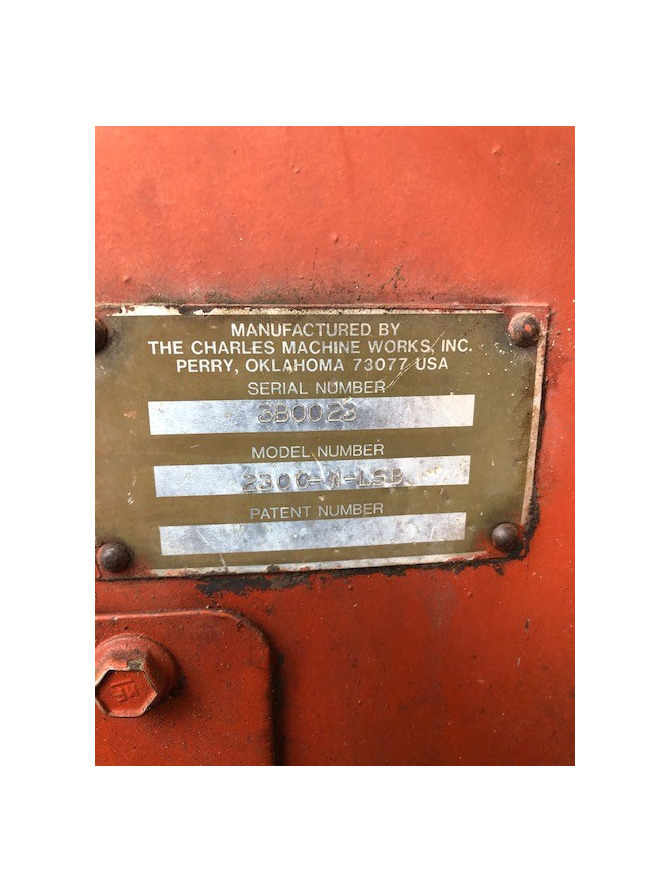 MANUFACTURED BY
THE CHARLES MACHINE WORKS, INC.
PERRY, OKLAHOMA 73077 USA
SERIAL NUMBER
3B0023
MODEL NUMBER
PATENT NUMBER